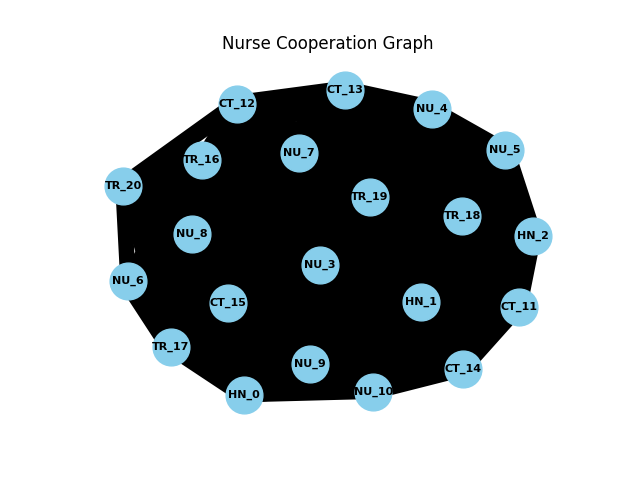 Nurse Cooperation Graph
CT_13
CT_12
NU_4
NU_5
NU_7
TR_16
TR_20
TR_19
TR_18
NU_8
HN_2
NU_3
NU_6
HN_1
CT_15
CT_11
TR_17
NU_9
CT_14
NU_10
HN_0